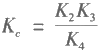 K_c = \frac{K_2 K_3}{K_4}